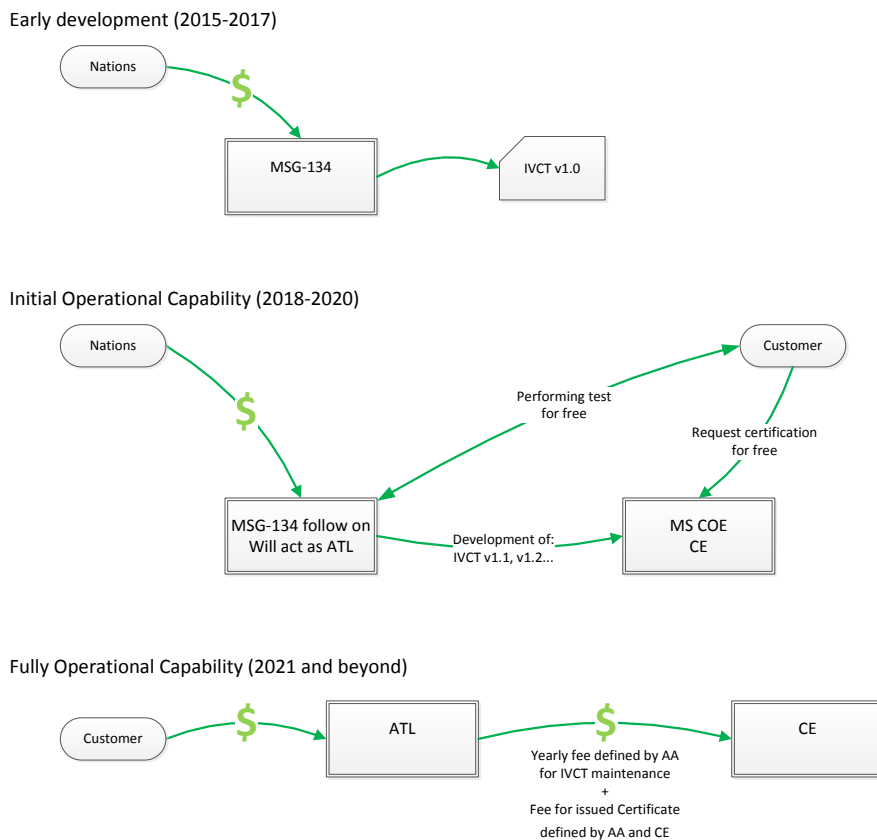 Early development (2015-2017)
Nations
$
MSG-134
IVCT v1.0
Initial Operational Capability (2018-2020)
Nations
Customer
$
Performing test
for free
Request certification
for free
MSG-134 follow on
Will act as ATL
Development of:
IVCT v1.1, v1.2...
MS COE
CE
Fully Operational Capability (2021 and beyond)
Customer
$
ATL
$
CE
Yearly fee defined by AA
for IVCT maintenance
+
Fee for issued Certificate
defined by AA and CE